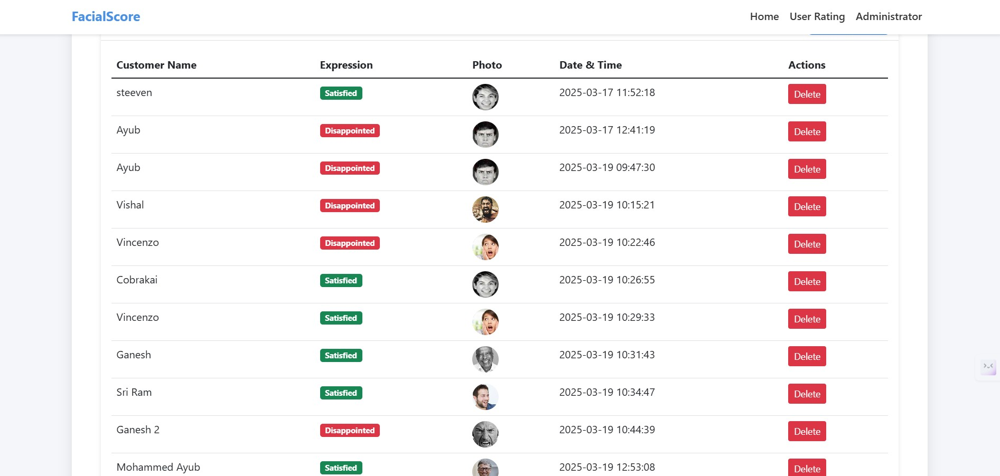 FacialScore Home User Rating Administrator
Customer Name Expression Photo Date & Time Actions
steeven Satisfied 2025-03-17 11:52:18 Delete
Ayub Disappointed 2025-03-17 12:41:19 Delete
Ayub Disappointed 2025-03-19 09:47:30 Delete
Vishal Disappointed 2025-03-19 10:15:21 Delete
Vincenzo Disappointed 2025-03-19 10:22:46 Delete
Cobrakai Satisfied 2025-03-19 10:26:55 Delete
Vincenzo Satisfied 2025-03-19 10:29:33 Delete
Ganesh Satisfied 2025-03-19 10:31:43 Delete
Sri Ram Satisfied 2025-03-19 10:34:47 Delete
Ganesh 2 Disappointed 2025-03-19 10:44:39 Delete
Mohammed Ayub Satisfied 2025-03-19 12:53:08 Delete